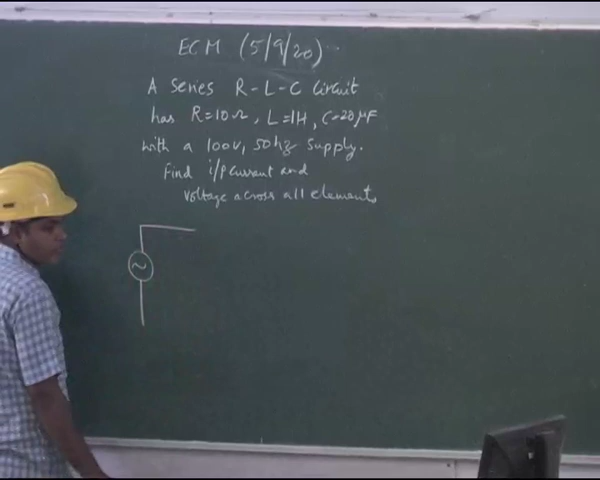 ECM (5/9/20)
A Series R-L-C Circuit
has R=10Ω, L=1H, C=20μF
with a 100V, 50hz Supply.
Find i/p Current and
Voltage across all elements